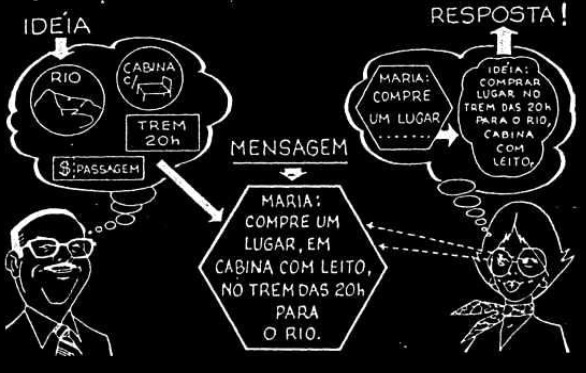 IDEÍA
RIO
CABINA
C/
TREM
20h
$ PASSAGEM
MENSAGEM
MARIA:
COMPRE UM
LUGAR, EM
CABINA COM LEITO,
NO TREM DAS 20h
PARA
O RIO.
RESPOSTA!
MARIA:
COMPRE
UM LUGAR
.......
IDÉIA:
COMPRAR
LUGAR NO
TREM DAS 20h
PARA O RIO,
CABINA
COM
LEITO.